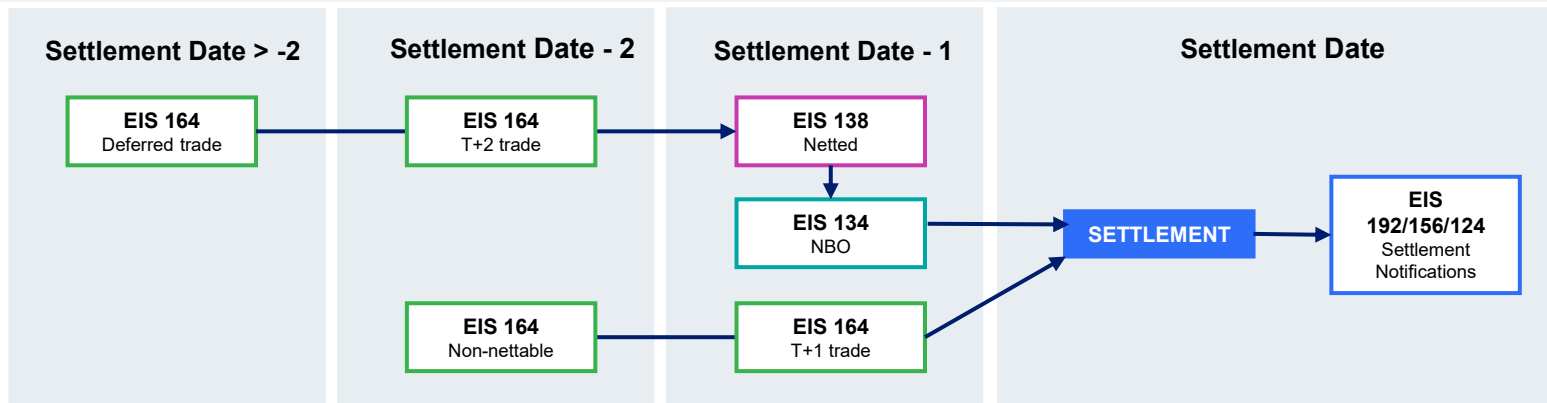 Settlement Date > -2
Settlement Date - 2
Settlement Date - 1
Settlement Date
EIS 164
Deferred trade
EIS 164
T+2 trade
EIS 138
Netted
EIS 134
NBO
SETTLEMENT
EIS
192/156/124
Settlement
Notifications
EIS 164
Non-nettable
EIS 164
T+1 trade